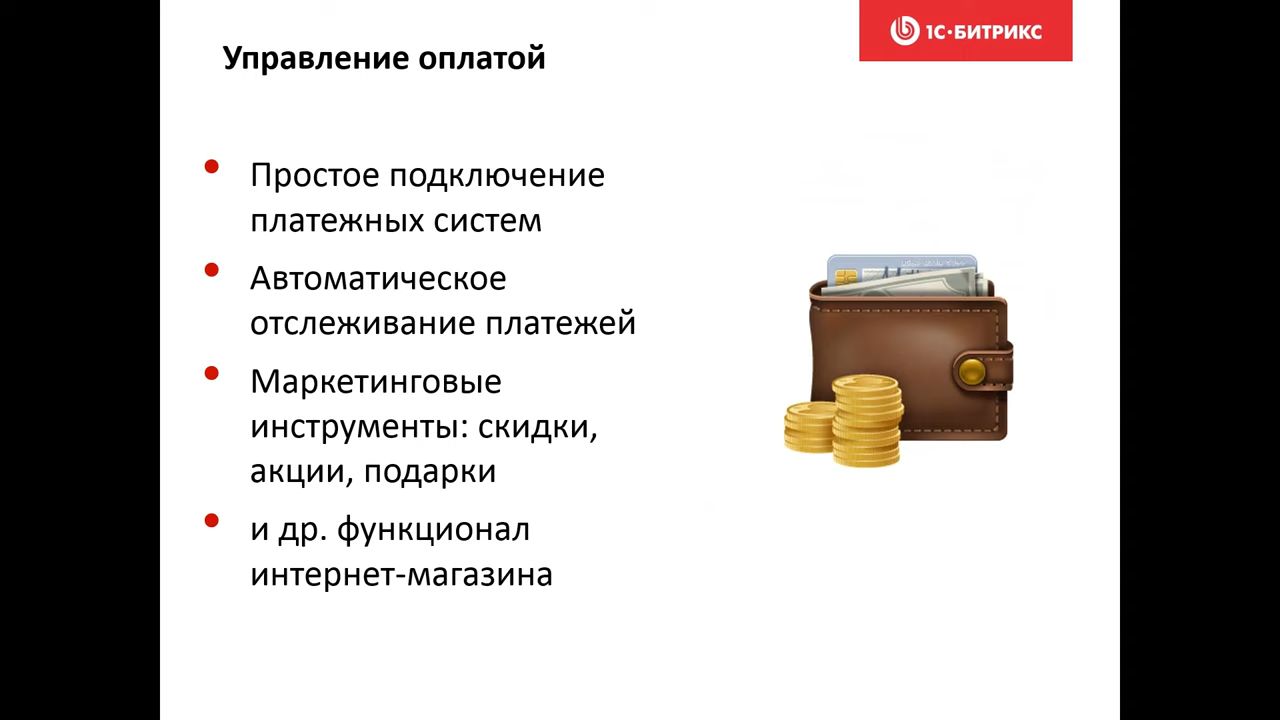 Управление оплатой
1С·БИТРИКС
Простое подключение
платежных систем
Автоматическое
отслеживание платежей
Маркетинговые
инструменты: скидки,
акции, подарки
и др. функционал
интернет-магазина